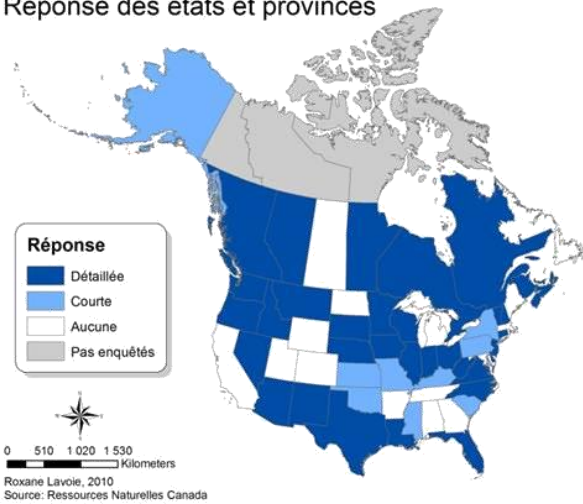 Réponse des états et provinces
Réponse
Détaillée
Courte
Aucune
Pas enquêtés
N
W
E
S
0 510 1 020 1 530
Kilometers
Roxane Lavoie, 2010
Source: Ressources Naturelles Canada